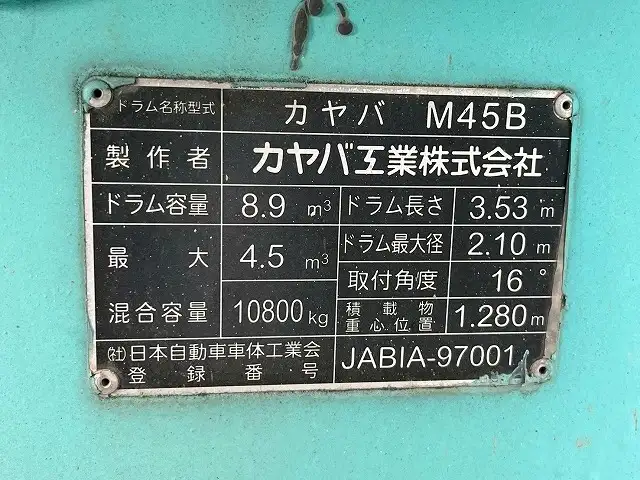 ドラム名称型式 カヤバ M45B
製作者 カヤバ工業株式会社
ドラム容量 8.9 m³ ドラム長さ 3.53 m
最大 4.5 m³ ドラム最大径 2.10 m
取付角度 16°
混合容量 10800kg 積載物 1.280m
重心位置
(社)日本自動車車体工業会 JABIA-97001
登録番号